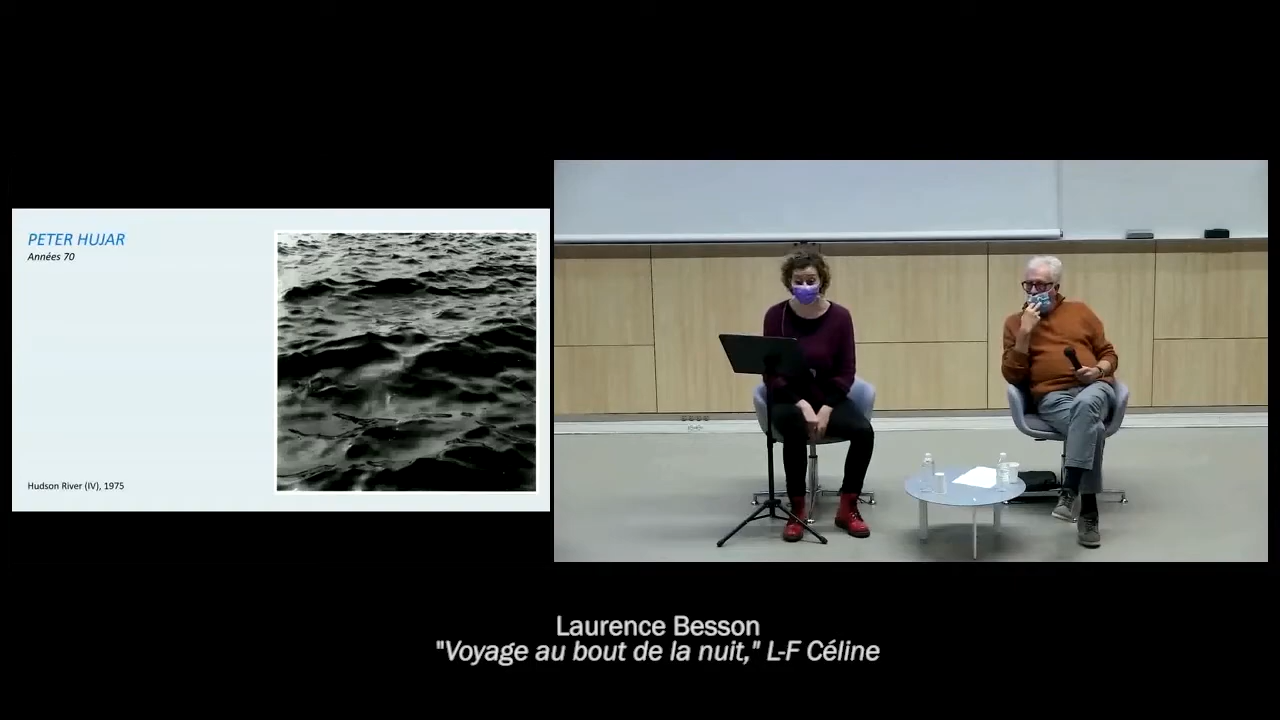 PETER HUJAR
Années 70
Hudson River (IV), 1975
Laurence Besson
"Voyage au bout de la nuit," L-F Céline